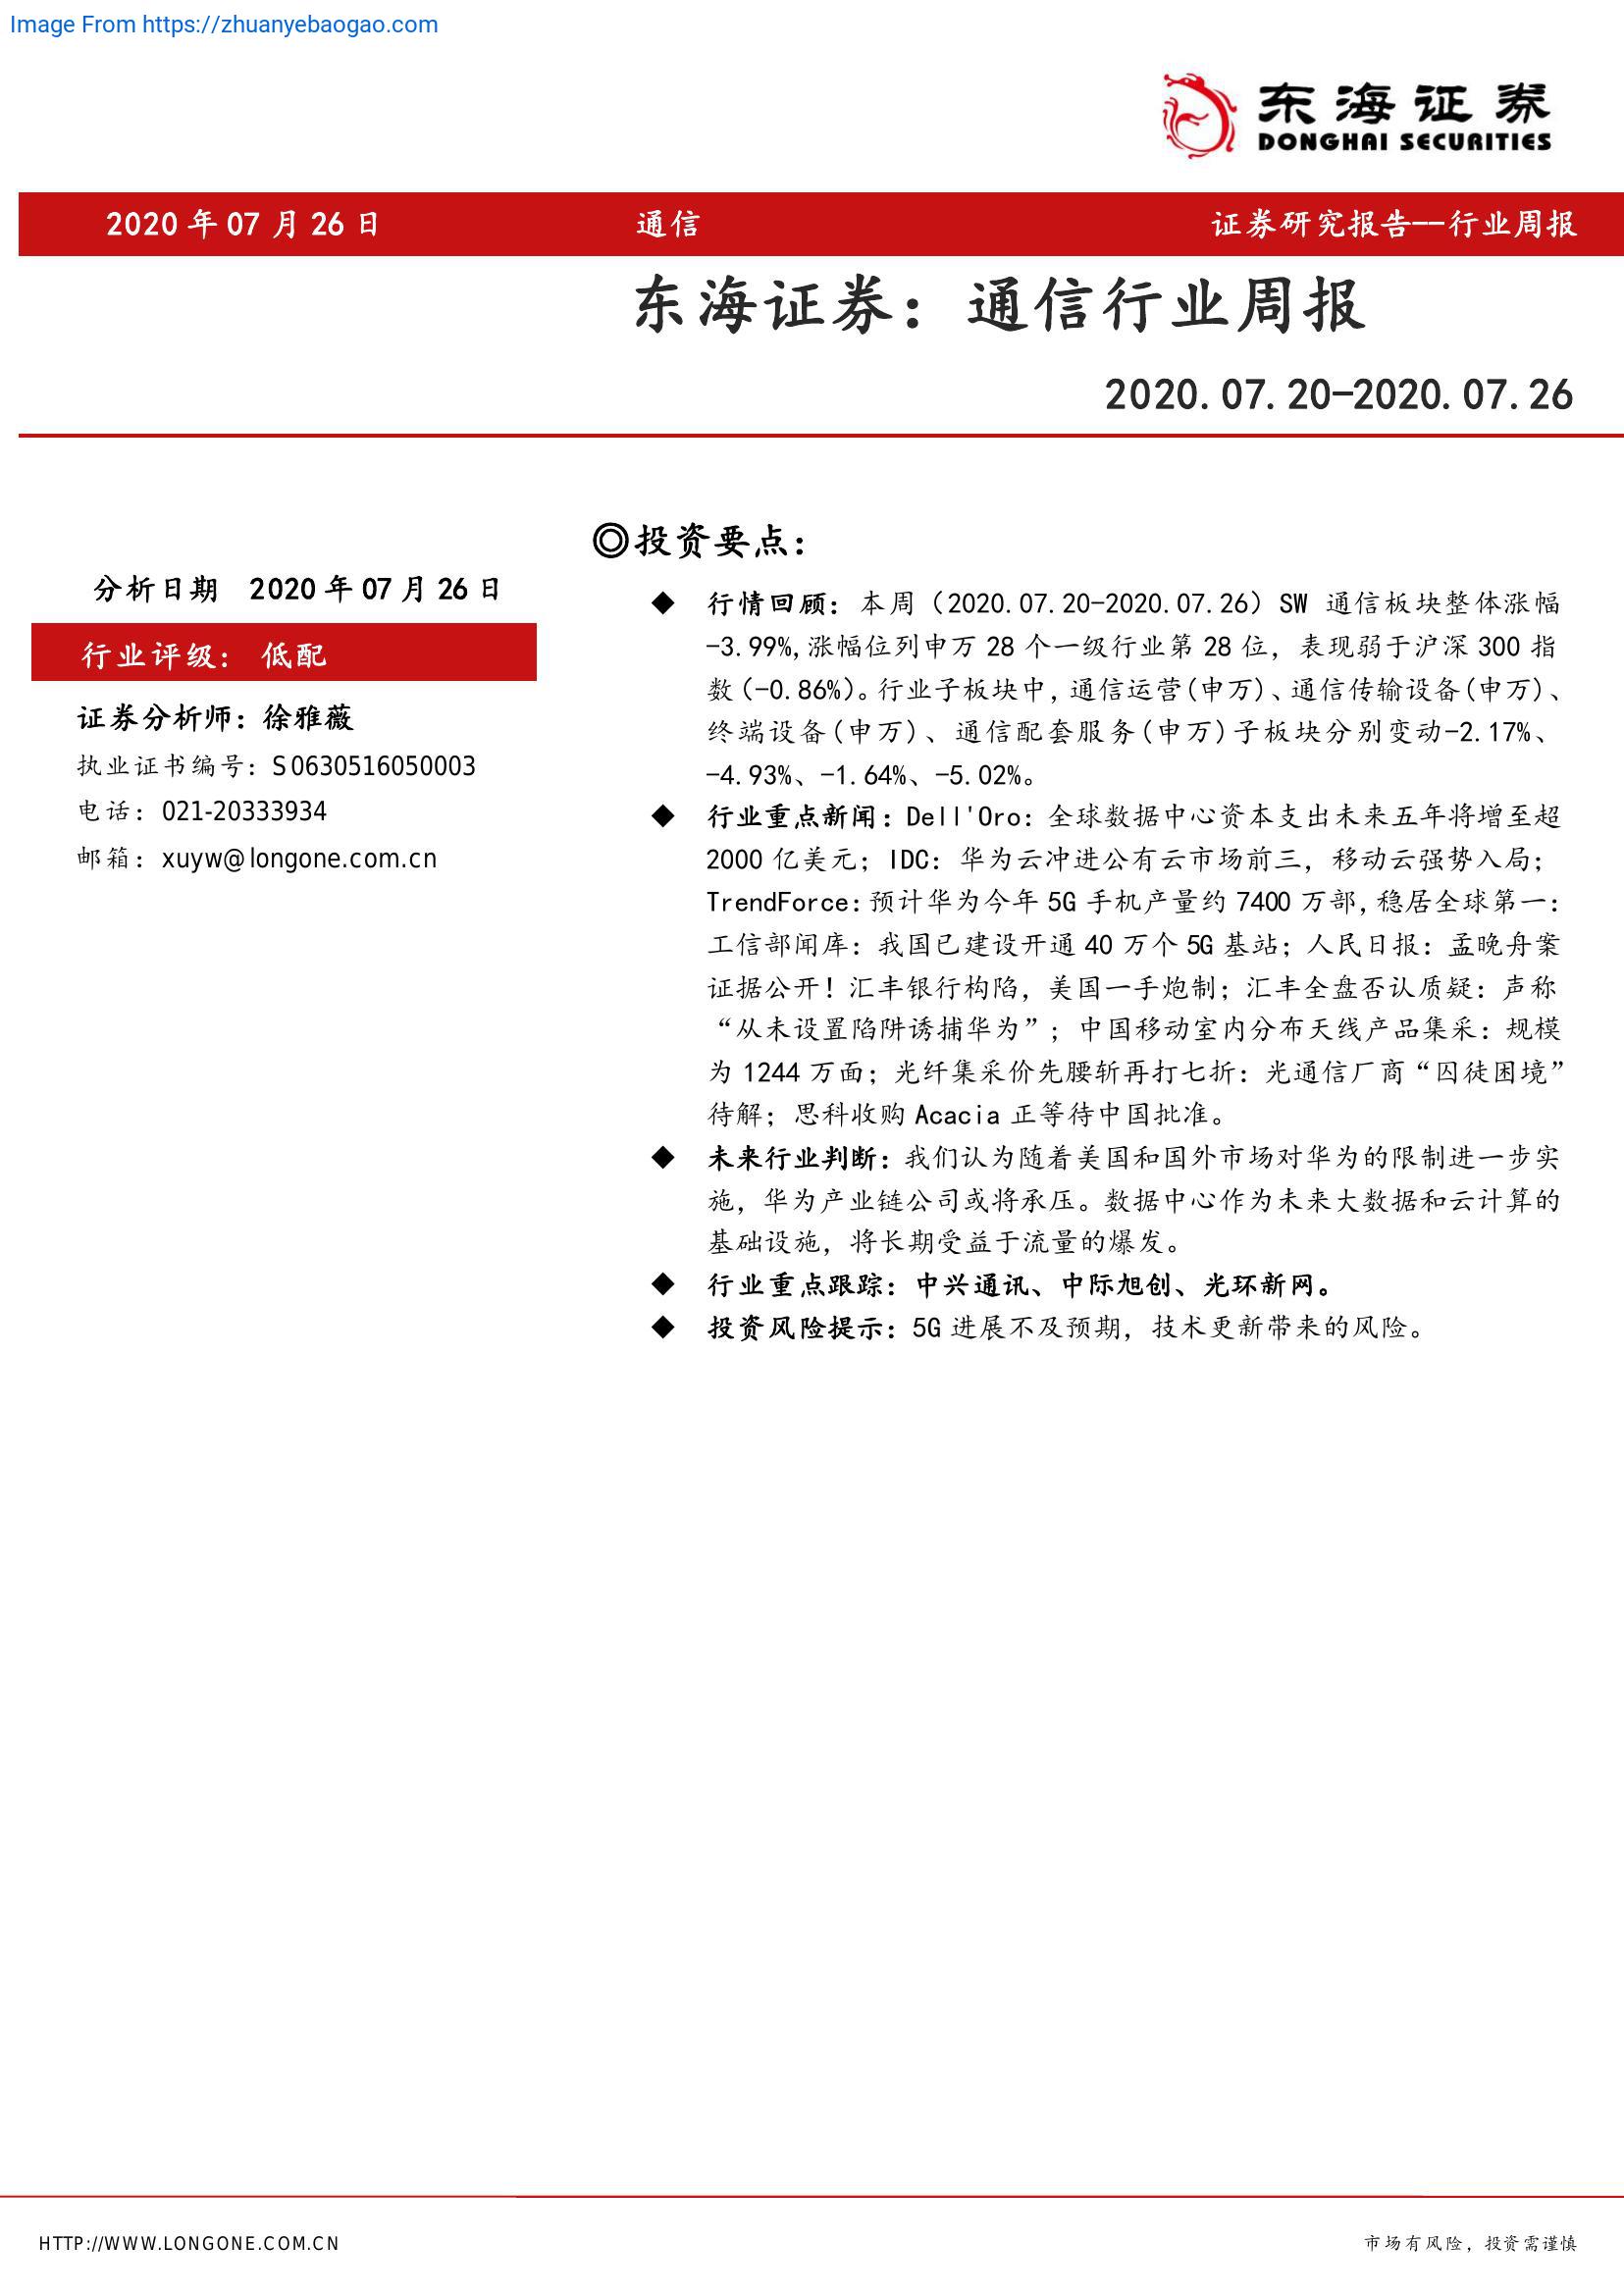 Image From https://zhuanyebaogao.com
东海证券
DONGHAI SECURITIES
2020 年 07 月 26 日 通信 证券研究报告——行业周报
东海证券：通信行业周报
2020.07.20-2020.07.26
分析日期 2020 年 07 月 26 日
行业评级： 低配
证券分析师：徐雅薇
执业证书编号：S0630516050003
电话：021-20333934
邮箱：xuyw@longone.com.cn
◎投资要点：
◆ 行情回顾：本周（2020.07.20-2020.07.26）SW 通信板块整体涨幅
-3.99%,涨幅位列申万 28 个一级行业第 28 位，表现弱于沪深 300 指
数(-0.86%)。行业子板块中，通信运营(申万)、通信传输设备(申万)、
终端设备(申万)、通信配套服务(申万)子板块分别变动-2.17%、
-4.93%、-1.64%、-5.02%。
◆ 行业重点新闻：Dell'Oro：全球数据中心资本支出未来五年将增至超
2000 亿美元；IDC：华为云冲进公有云市场前三，移动云强势入局；
TrendForce：预计华为今年 5G 手机产量约 7400 万部,稳居全球第一：
工信部闻库：我国已建设开通 40 万个 5G 基站；人民日报：孟晚舟案
证据公开！汇丰银行构陷，美国一手炮制；汇丰全盘否认质疑：声称
“从未设置陷阱诱捕华为”；中国移动室内分布天线产品集采：规模
为 1244 万面；光纤集采价先腰斩再打七折：光通信厂商“囚徒困境”
待解；思科收购 Acacia 正等待中国批准。
◆ 未来行业判断：我们认为随着美国和国外市场对华为的限制进一步实
施，华为产业链公司或将承压。数据中心作为未来大数据和云计算的
基础设施，将长期受益于流量的爆发。
◆ 行业重点跟踪：中兴通讯、中际旭创、光环新网。
◆ 投资风险提示：5G 进展不及预期，技术更新带来的风险。
HTTP://WWW.LONGONE.COM.CN 市场有风险，投资需谨慎